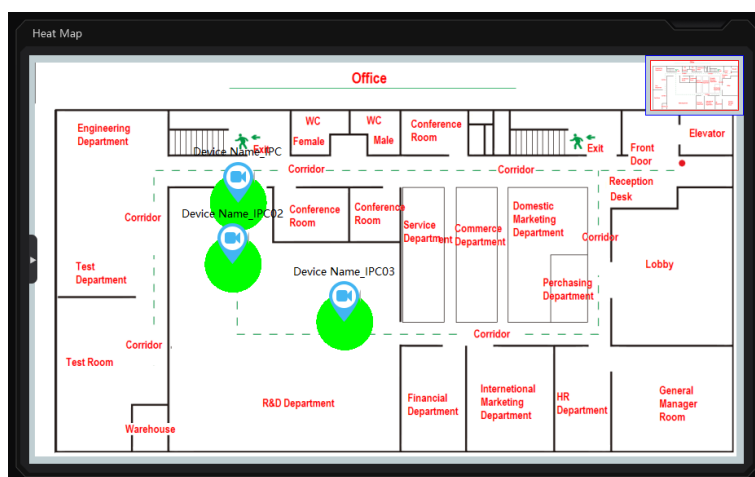 Heat Map
Office
Engineering
Department
WC
Female
WC
Male
Conference
Room
Exit
Exit
Front
Door
Elevator
Device Name_IPC
Corridor
Corridor
Reception
Desk
Device Name_IPC02
Corridor
Conference
Room
Conference
Room
Service
Department
Commerce
Department
Domestic
Marketing
Department
Corridor
Test
Department
Device Name_IPC03
Perchasing
Department
Lobby
Corridor
Corridor
Test Room
R&D Department
Financial
Department
Internetional
Marketing
Department
HR
Department
General
Manager
Room
Warehouse